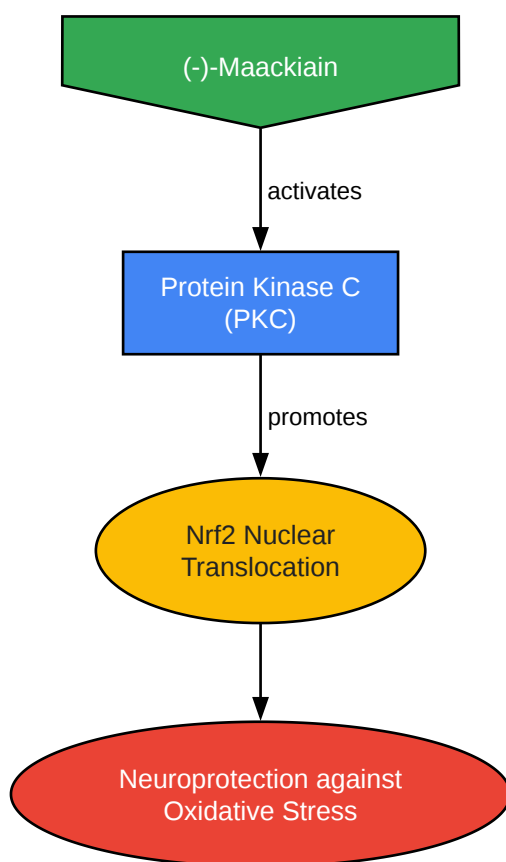 (-)-Maackiain
activates
Protein Kinase C
(PKC)
promotes
Nrf2 Nuclear
Translocation
Neuroprotection against
Oxidative Stress